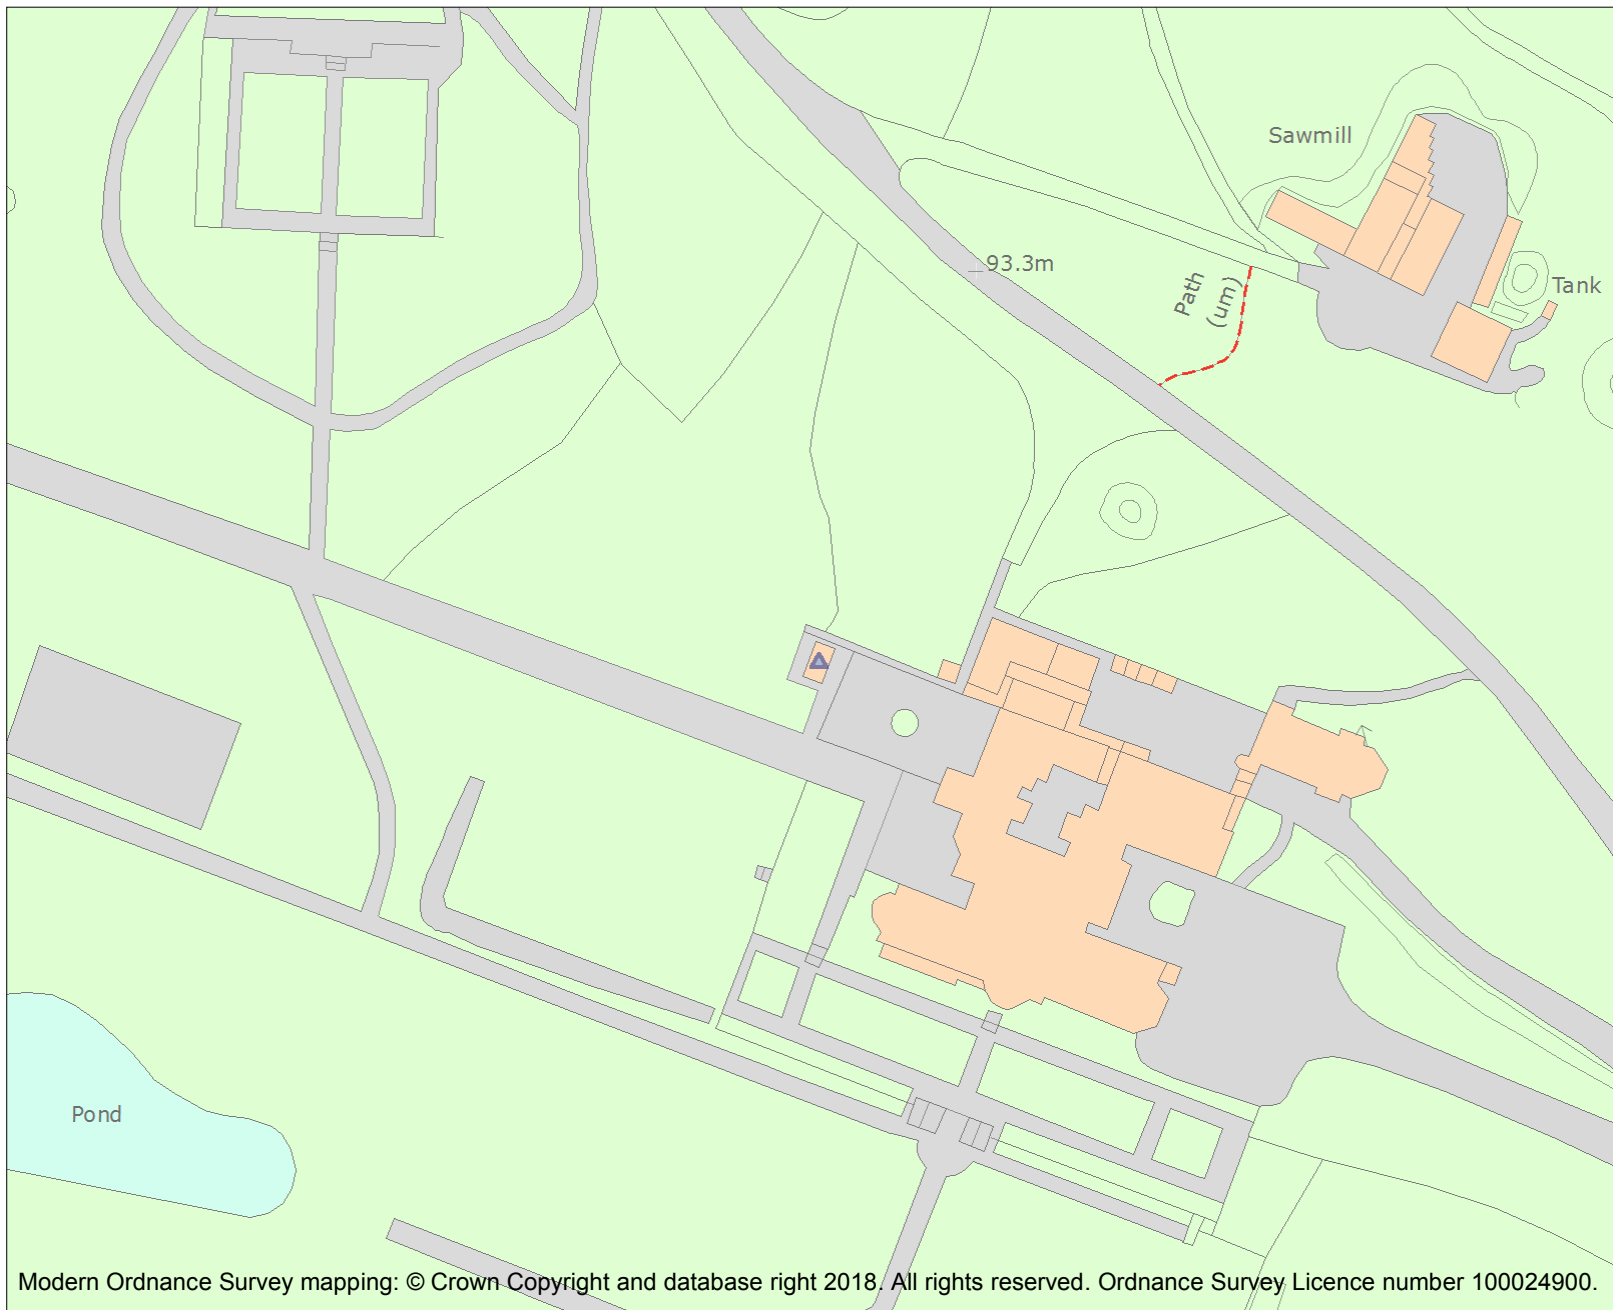 Sawmill
93.3m
Path
(um)
Tank
Pond
Modern Ordnance Survey mapping: © Crown Copyright and database right 2018. All rights reserved. Ordnance Survey Licence number 100024900.